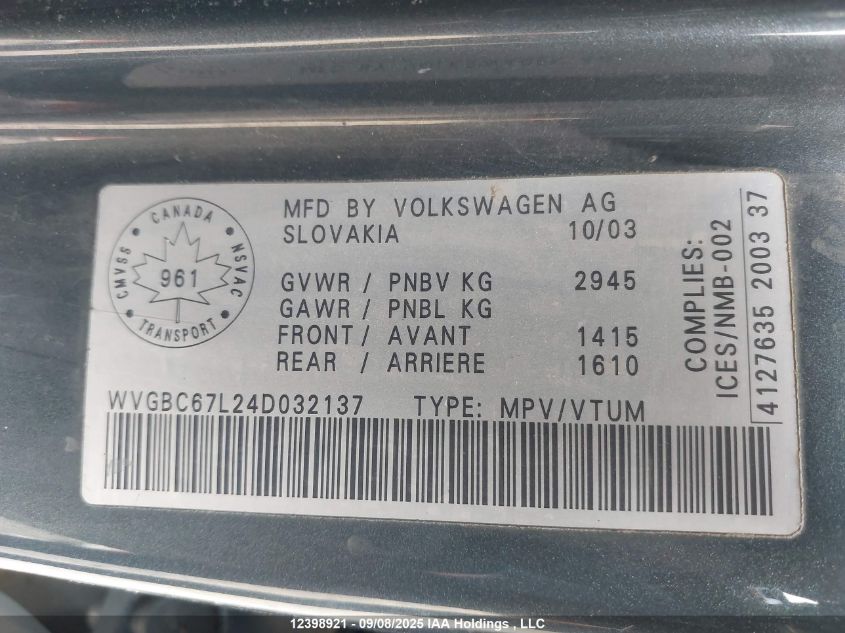 CANADA
CMVSS
NSVAC
961
TRANSPORT
MFD BY VOLKSWAGEN AG
SLOVAKIA 10/03
GVWR / PNBV KG 2945
GAWR / PNBL KG
FRONT / AVANT 1415
REAR / ARRIERE 1610
WVGBC67L24D032137 TYPE: MPV/VTUM
COMPLIES:
ICES/NMB-002
4127635 2003 37
12398921 - 09/08/2025 IAA Holdings , LLC